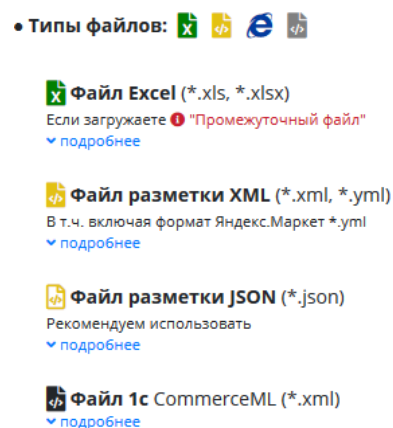 • Типы файлов:
Файл Excel (*.xls, *.xlsx)
Если загружаете "Промежуточный файл"
подробнее
Файл разметки XML (*.xml, *.yml)
В т.ч. включая формат Яндекс.Маркет *.yml
подробнее
Файл разметки JSON (*.json)
Рекомендуем использовать
подробнее
Файл 1с CommerceML (*.xml)
подробнее